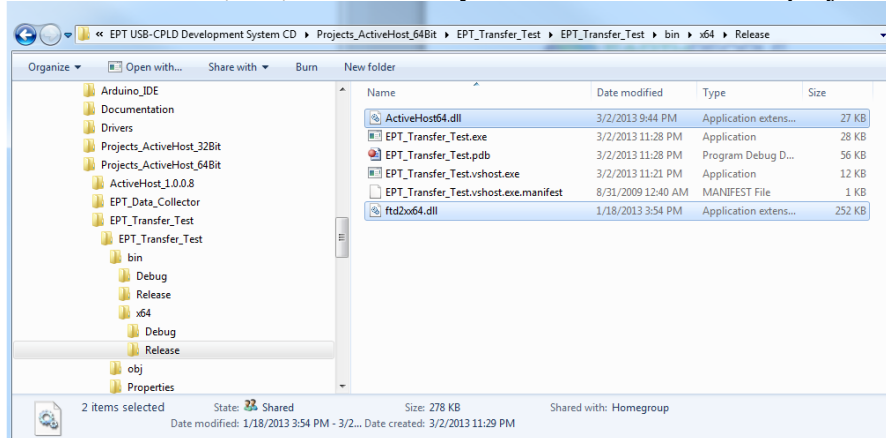 « EPT USB-CPLD Development System CD ▸ Projects_ActiveHost_64Bit ▸ EPT_Transfer_Test ▸ EPT_Transfer_Test ▸ bin ▸ x64 ▸ Release
Organize Open with... Share with Burn New folder
Name Date modified Type Size
Arduino_IDE
Documentation
Drivers
Projects_ActiveHost_32Bit
Projects_ActiveHost_64Bit
ActiveHost_1.0.0.8
EPT_Data_Collector
EPT_Transfer_Test
EPT_Transfer_Test
bin
Debug
Release
x64
Debug
Release
obj
Properties
ActiveHost64.dll 3/2/2013 9:44 PM Application extens... 27 KB
EPT_Transfer_Test.exe 3/2/2013 11:28 PM Application 28 KB
EPT_Transfer_Test.pdb 3/2/2013 11:28 PM Program Debug D... 56 KB
EPT_Transfer_Test.vshost.exe 3/2/2013 11:21 PM Application 12 KB
EPT_Transfer_Test.vshost.exe.manifest 8/31/2009 12:40 AM MANIFEST File 1 KB
ftd2xx64.dll 1/18/2013 3:54 PM Application extens... 252 KB
2 items selected State: Shared Size: 278 KB Shared with: Homegroup
Date modified: 1/18/2013 3:54 PM - 3/2... Date created: 3/2/2013 11:29 PM